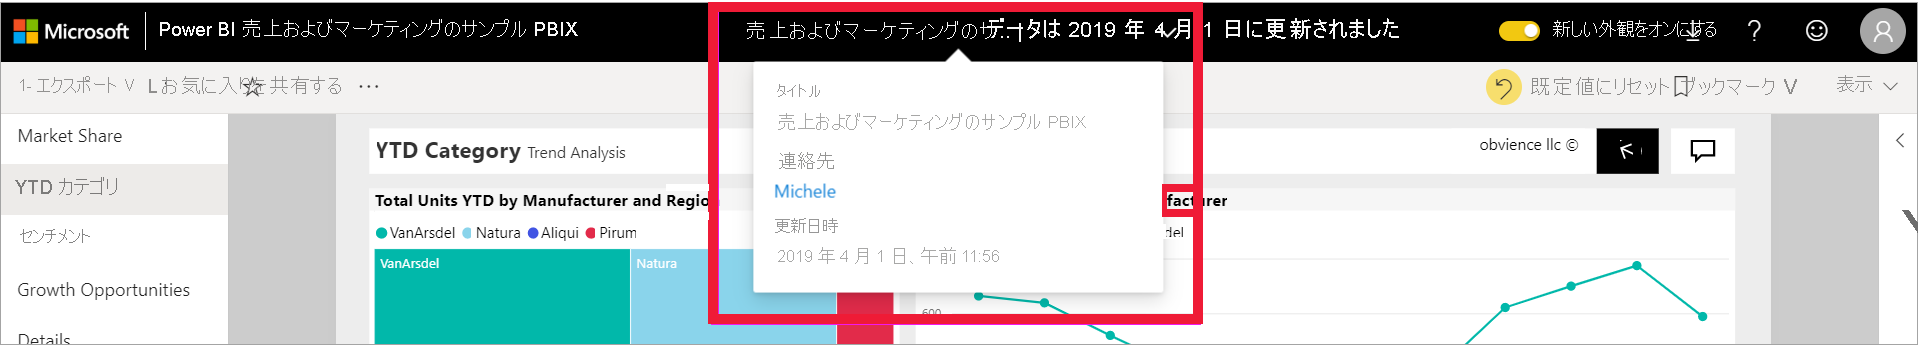 Microsoft
Power BI 売上およびマーケティングのサンプル PBIX
売上およびマーケティングのサ...
データは 2019 年 4 月 1 日に更新されました
新しい外観をオンにする
?
1- エクスポート V
L お気に入り を共有する
...
既定値にリセット
ブックマーク V
表示
Market Share
YTD カテゴリ
センチメント
Growth Opportunities
Details
YTD Category Trend Analysis
obvience llc ©
タイトル
売上およびマーケティングのサンプル PBIX
連絡先
Michele
更新日時
2019 年 4 月 1 日、午前 11:56
Total Units YTD by Manufacturer and Regio
facturer
VanArsdel Natura Aliqui Pirum
del
VanArsdel
Natura
600